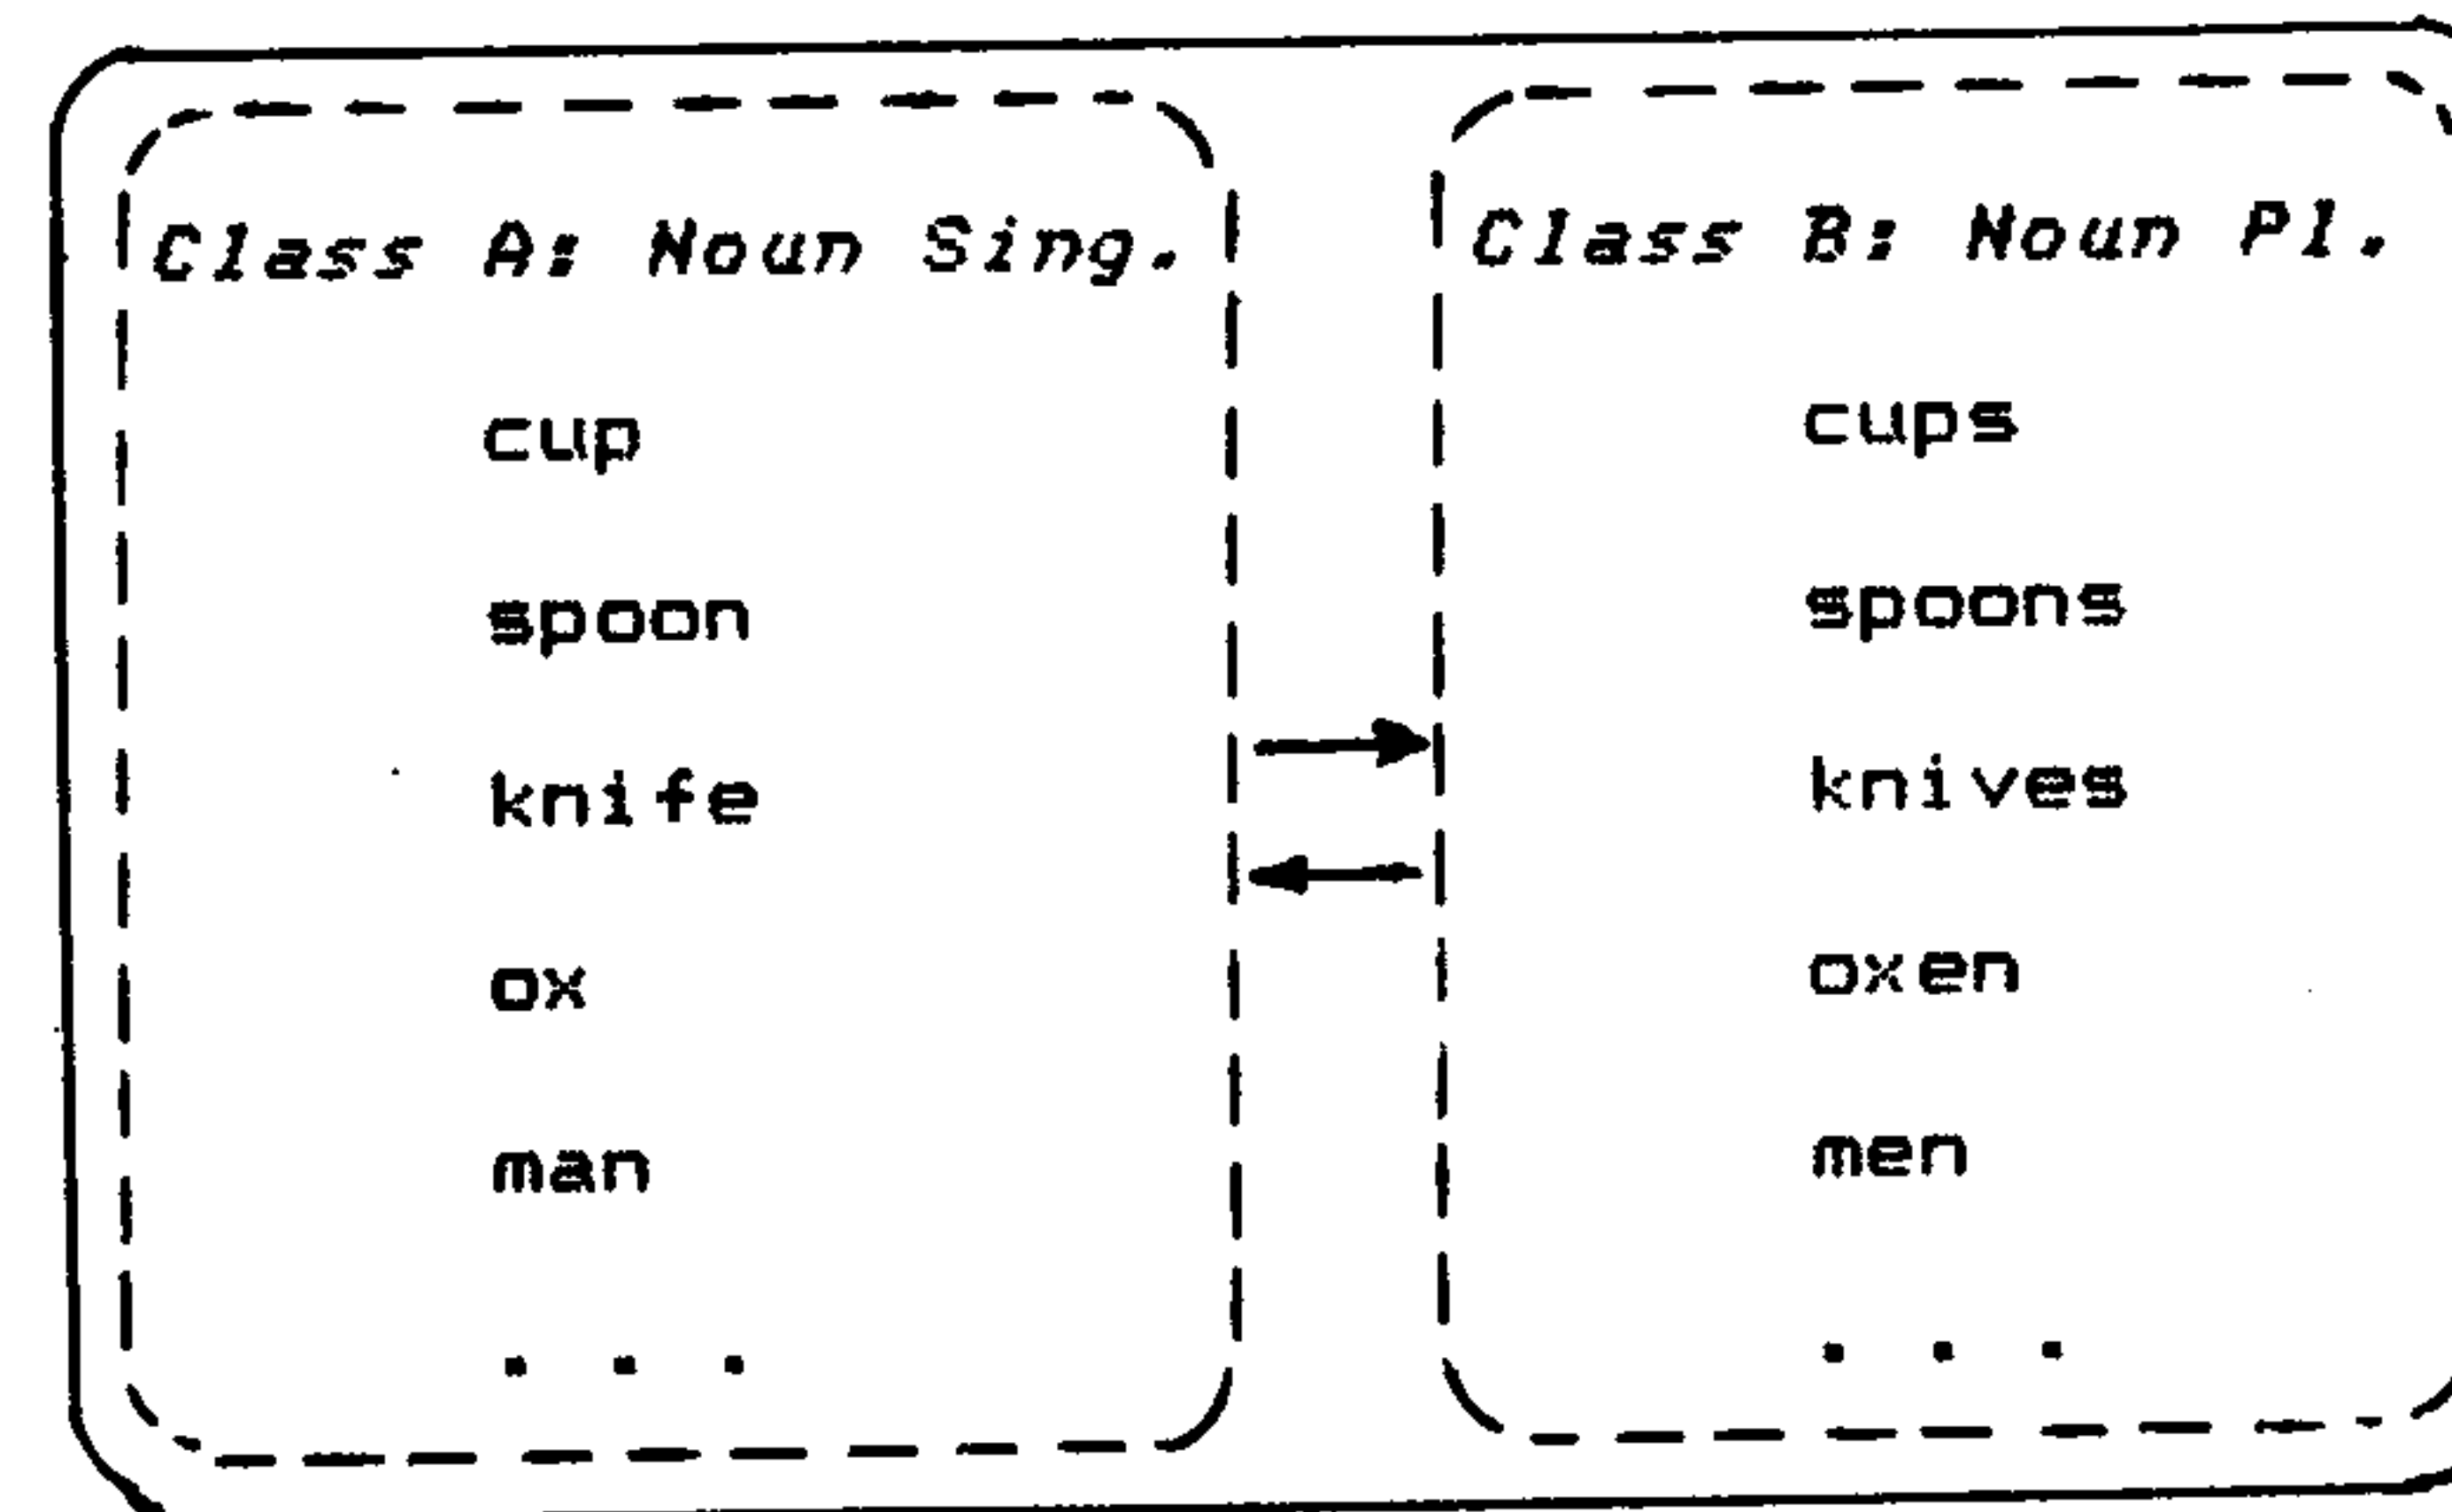 Class A: Noun Sing.
cup
spoon
knife
ox
man
. . .
Class B: Noun Pl.
cups
spoons
knives
oxen
men
. . .